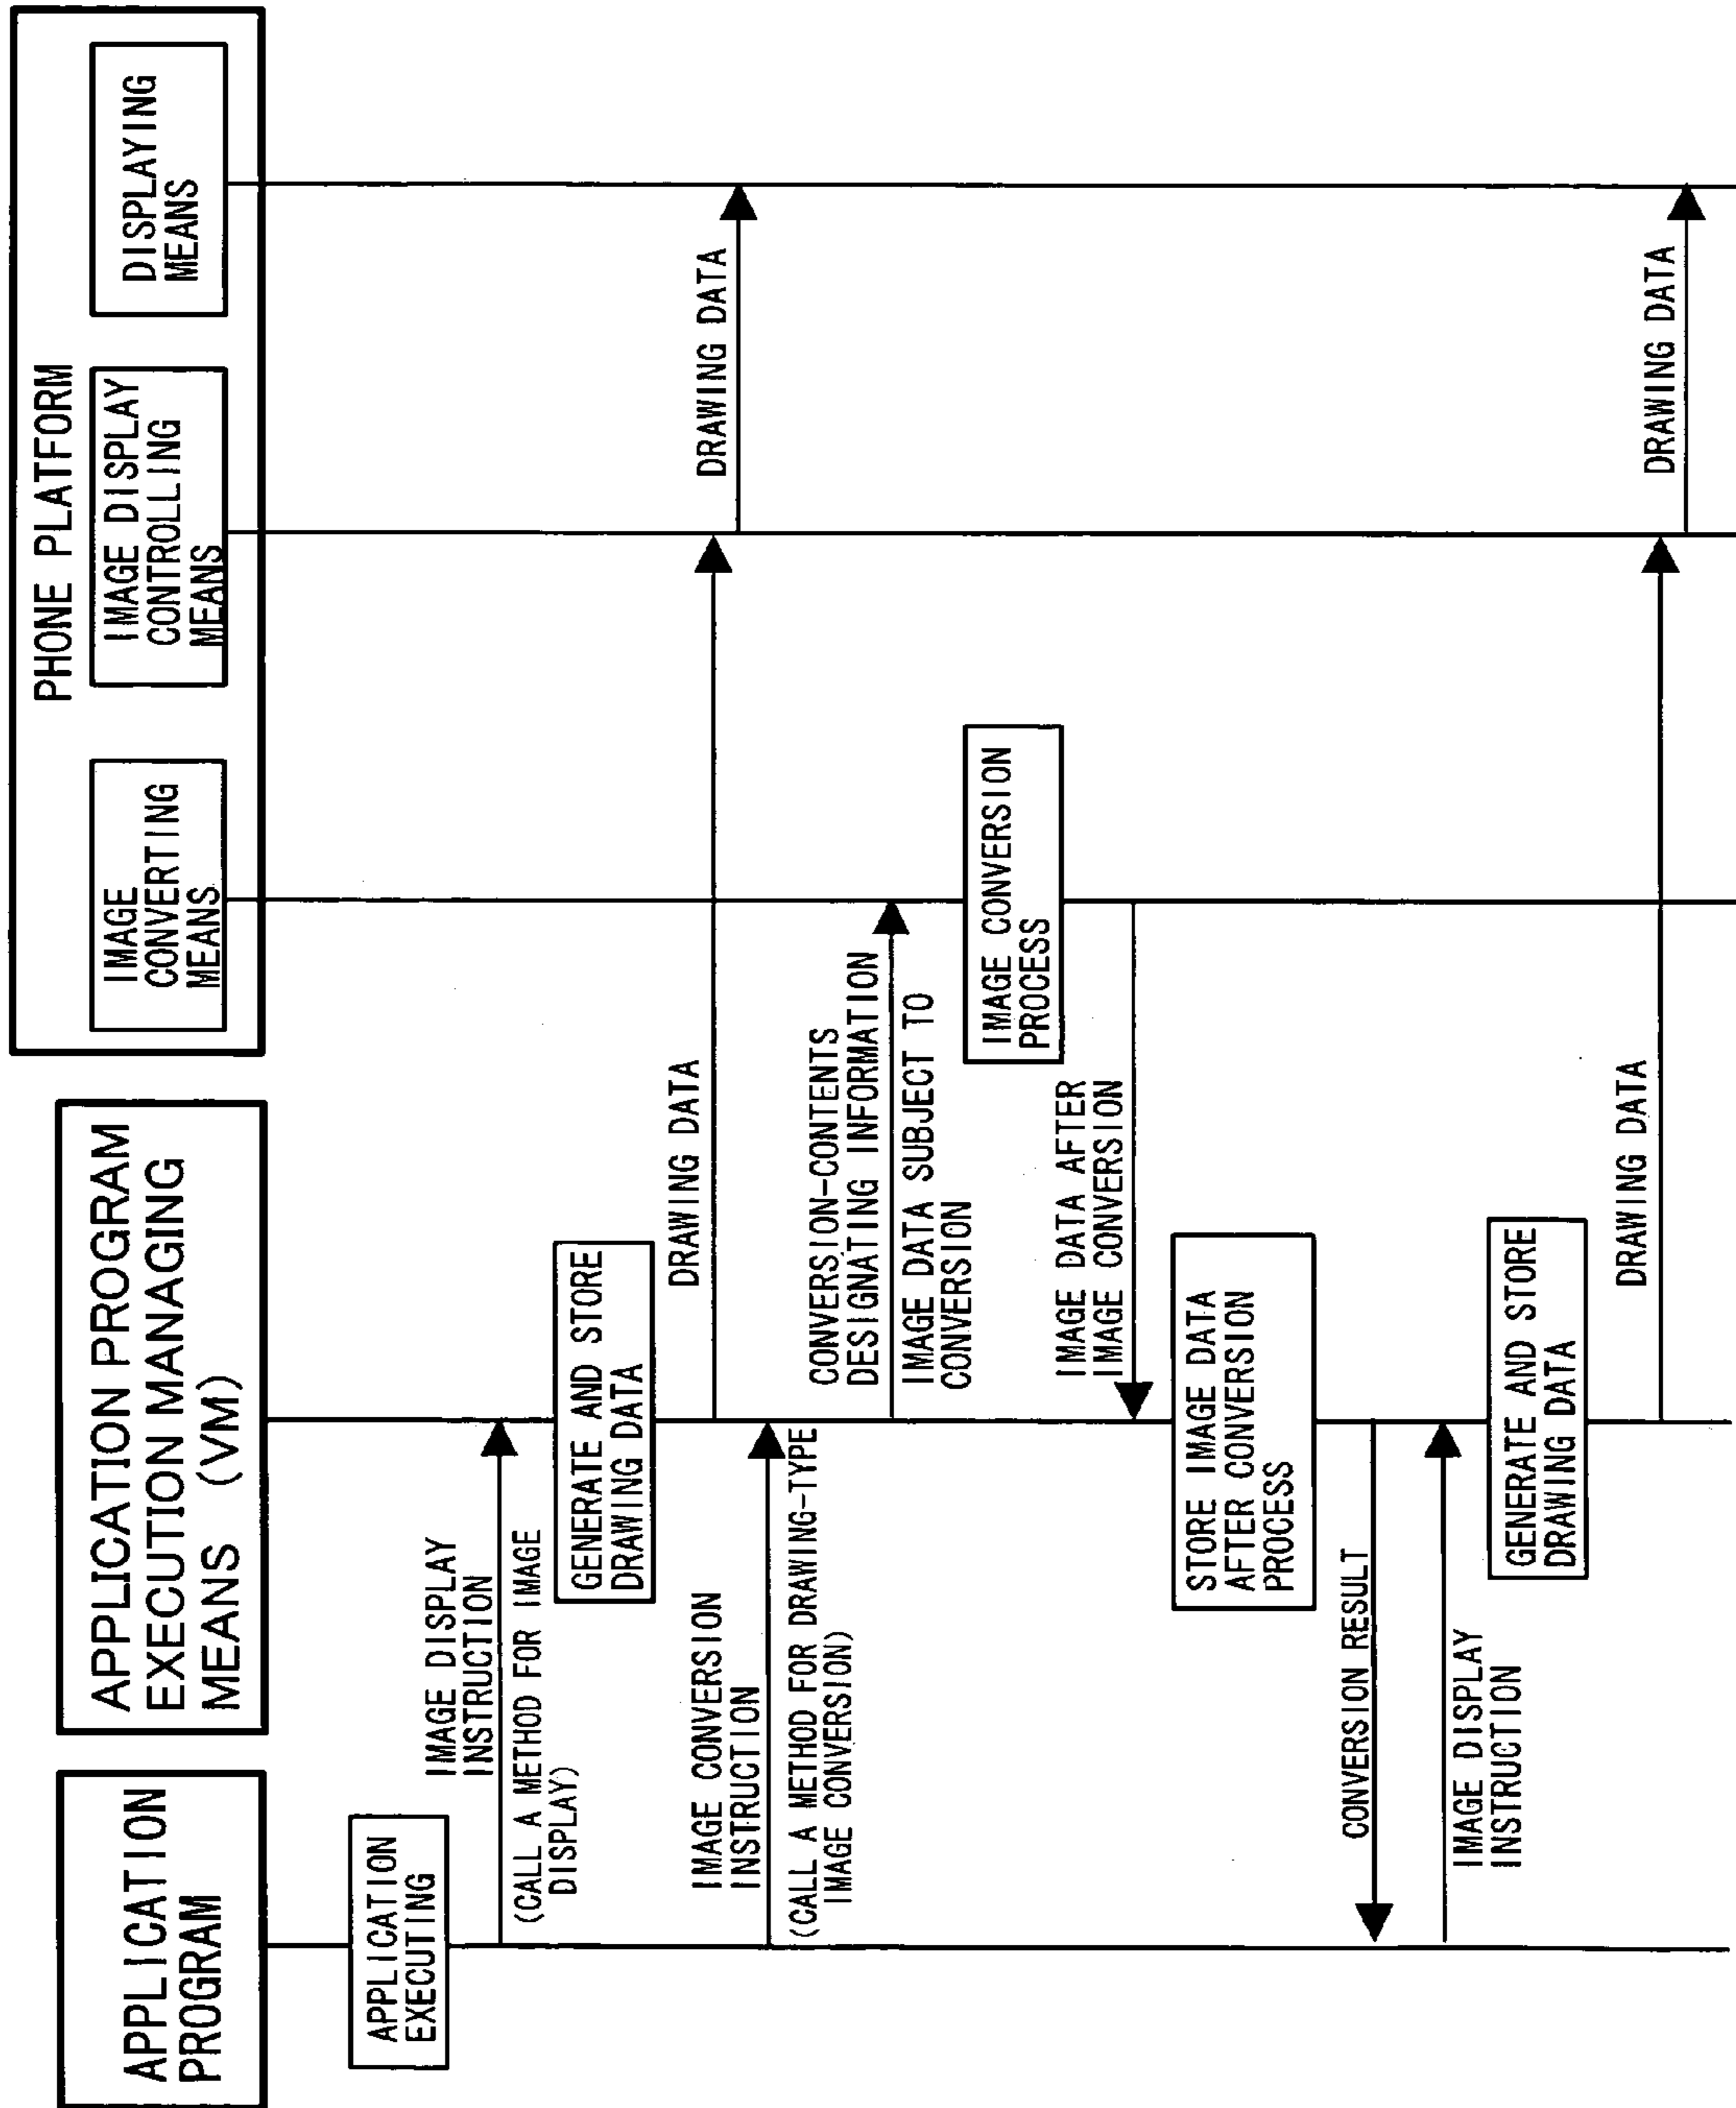 PHONE PLATFORM
APPLICATION
PROGRAM
APPLICATION PROGRAM
EXECUTION MANAGING
MEANS (VM)
IMAGE
CONVERTING
MEANS
IMAGE DISPLAY
CONTROLLING
MEANS
DISPLAYING
MEANS
APPLICATION
EXECUTING
IMAGE DISPLAY
INSTRUCTION
(CALL A METHOD FOR IMAGE
DISPLAY)
GENERATE AND STORE
DRAWING DATA
DRAWING DATA
DRAWING DATA
IMAGE CONVERSION
INSTRUCTION
(CALL A METHOD FOR DRAWING-TYPE
IMAGE CONVERSION)
CONVERSION-CONTENTS
DESIGNATING INFORMATION
IMAGE DATA SUBJECT TO
CONVERSION
IMAGE CONVERSION
PROCESS
IMAGE DATA AFTER
IMAGE CONVERSION
STORE IMAGE DATA
AFTER CONVERSION
PROCESS
CONVERSION RESULT
IMAGE DISPLAY
INSTRUCTION
GENERATE AND STORE
DRAWING DATA
DRAWING DATA
DRAWING DATA